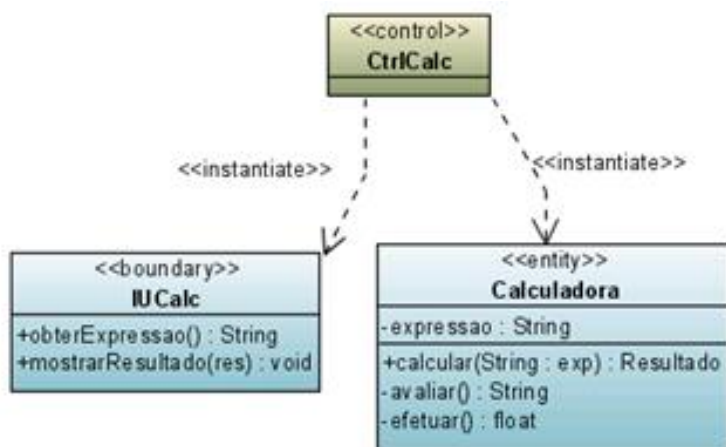 <<control>>
CtrlCalc
<<instantiate>>
<<instantiate>>
<<boundary>>
IUCalc
+obterExpressao() : String
+mostrarResultado(res) : void
<<entity>>
Calculadora
-expressao : String
+calcular(String : exp) : Resultado
-avaliar() : String
-efetuar() : float